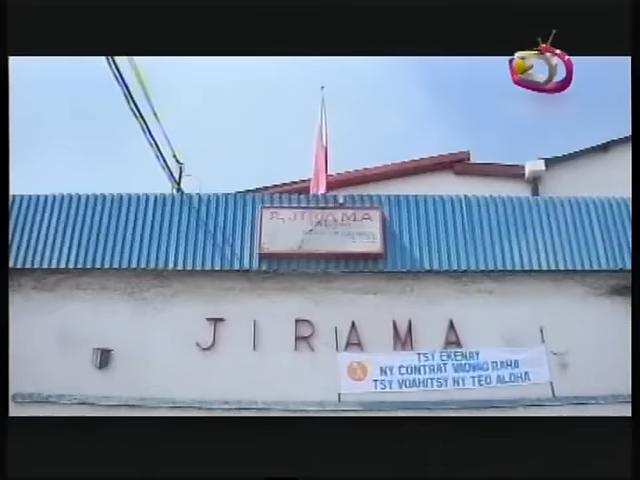 JIRAMA
JIRAMA
TSY EKENAY
NY CONTRAT VAOVAO RAHA
TSY VOAHITSY NY TEO ALOHA